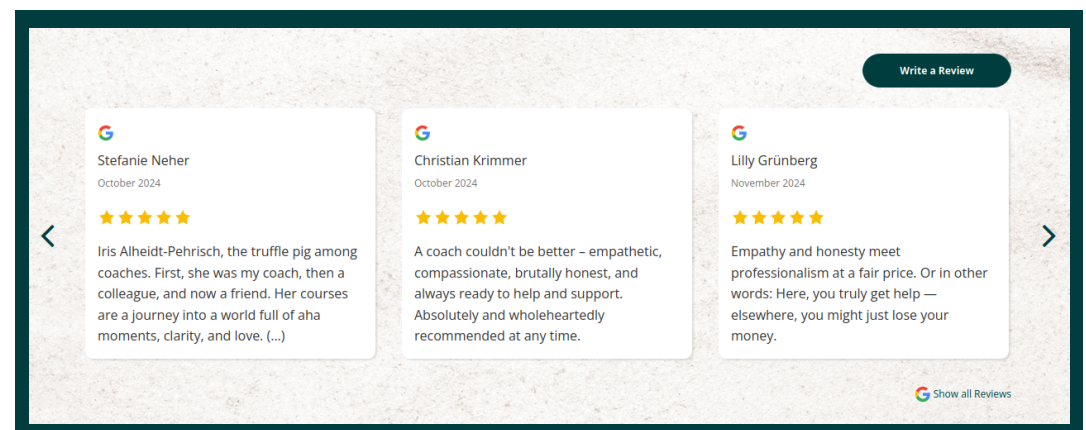 Write a Review
Stefanie Neher
October 2024
Iris Alheidt-Pehrisch, the truffle pig among
coaches. First, she was my coach, then a
colleague, and now a friend. Her courses
are a journey into a world full of aha
moments, clarity, and love. (...)
Christian Krimmer
October 2024
A coach couldn't be better – empathetic,
compassionate, brutally honest, and
always ready to help and support.
Absolutely and wholeheartedly
recommended at any time.
Lilly Grünberg
November 2024
Empathy and honesty meet
professionalism at a fair price. Or in other
words: Here, you truly get help —
elsewhere, you might just lose your
money.
Show all Reviews